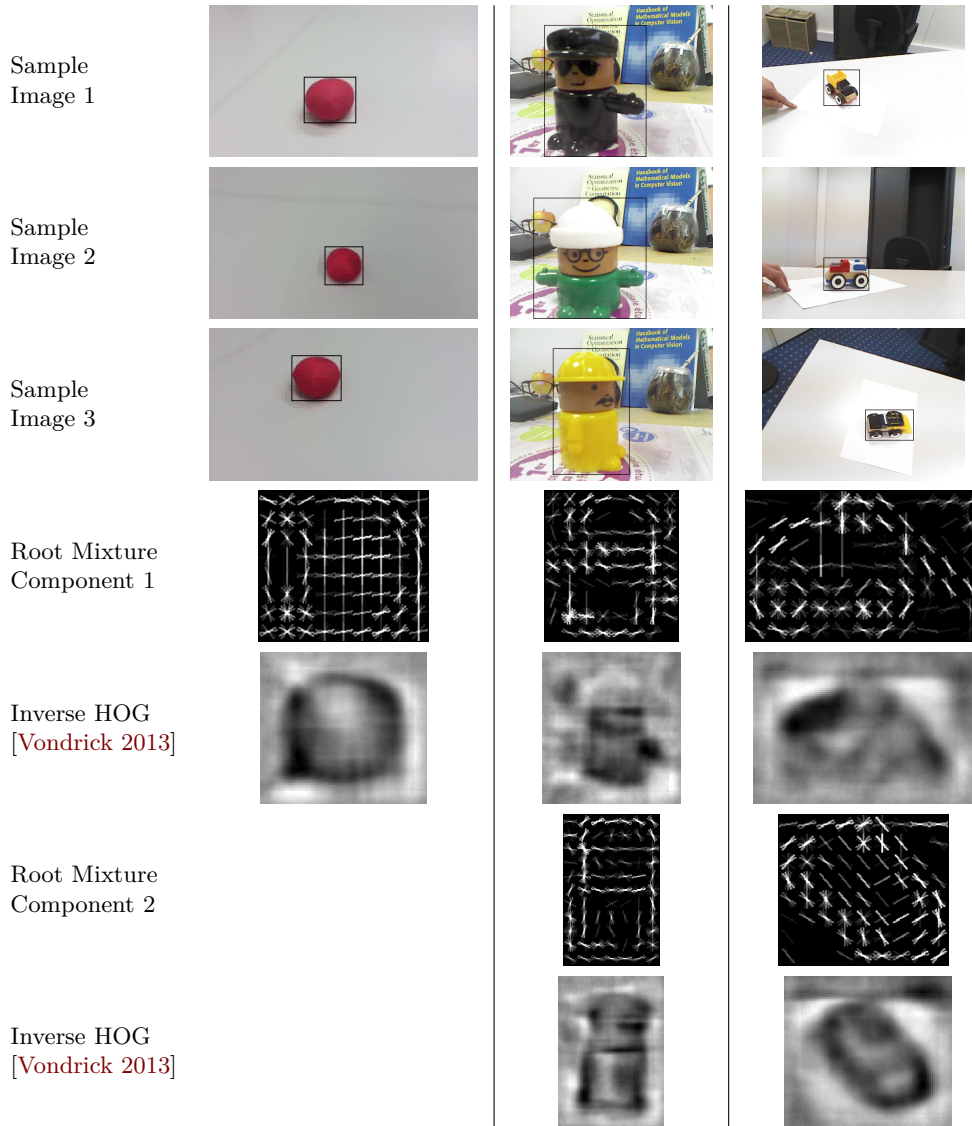 Sample
Image 1
Handbook of
Mathematical Models
in Computer Vision
Sample
Image 2
Statistical
Optimization
Geometric
Computation
Handbook of
Mathematical Models
in Computer Vision
Sample
Image 3
Statistical
Optimization
Handbook of
Mathematical Models
in Computer Vision
Root Mixture
Component 1
Inverse HOG
[Vondrick 2013]
Root Mixture
Component 2
Inverse HOG
[Vondrick 2013]